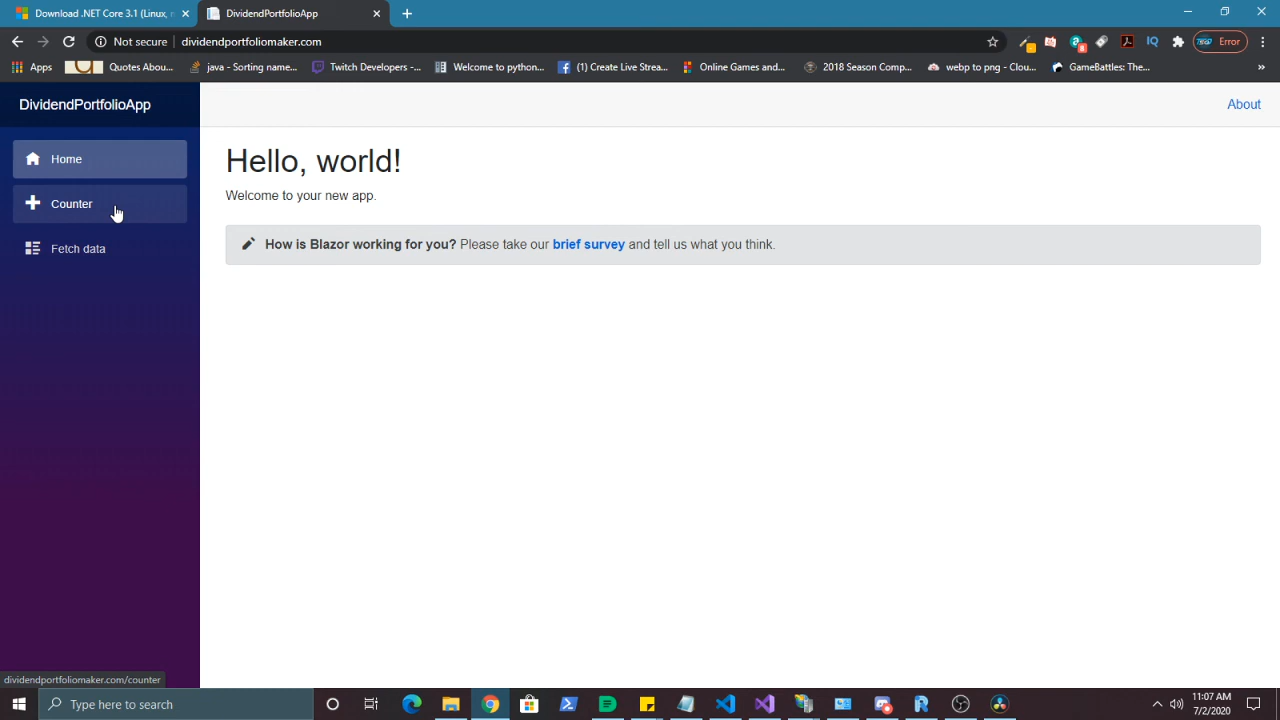 Download .NET Core 3.1 (Linux,
DividendPortfolioApp
Not secure | dividendportfoliomaker.com
Error
Apps
Quotes Abou...
java - Sorting name...
Twitch Developers -...
Welcome to python...
(1) Create Live Strea...
Online Games and...
2018 Season Comp...
webp to png - Clou...
GameBattles: The...
»
DividendPortfolioApp
About
Home
Counter
Fetch data
Hello, world!
Welcome to your new app.
How is Blazor working for you? Please take our brief survey and tell us what you think.
dividendportfoliomaker.com/counter
Type here to search
11:07 AM
7/2/2020